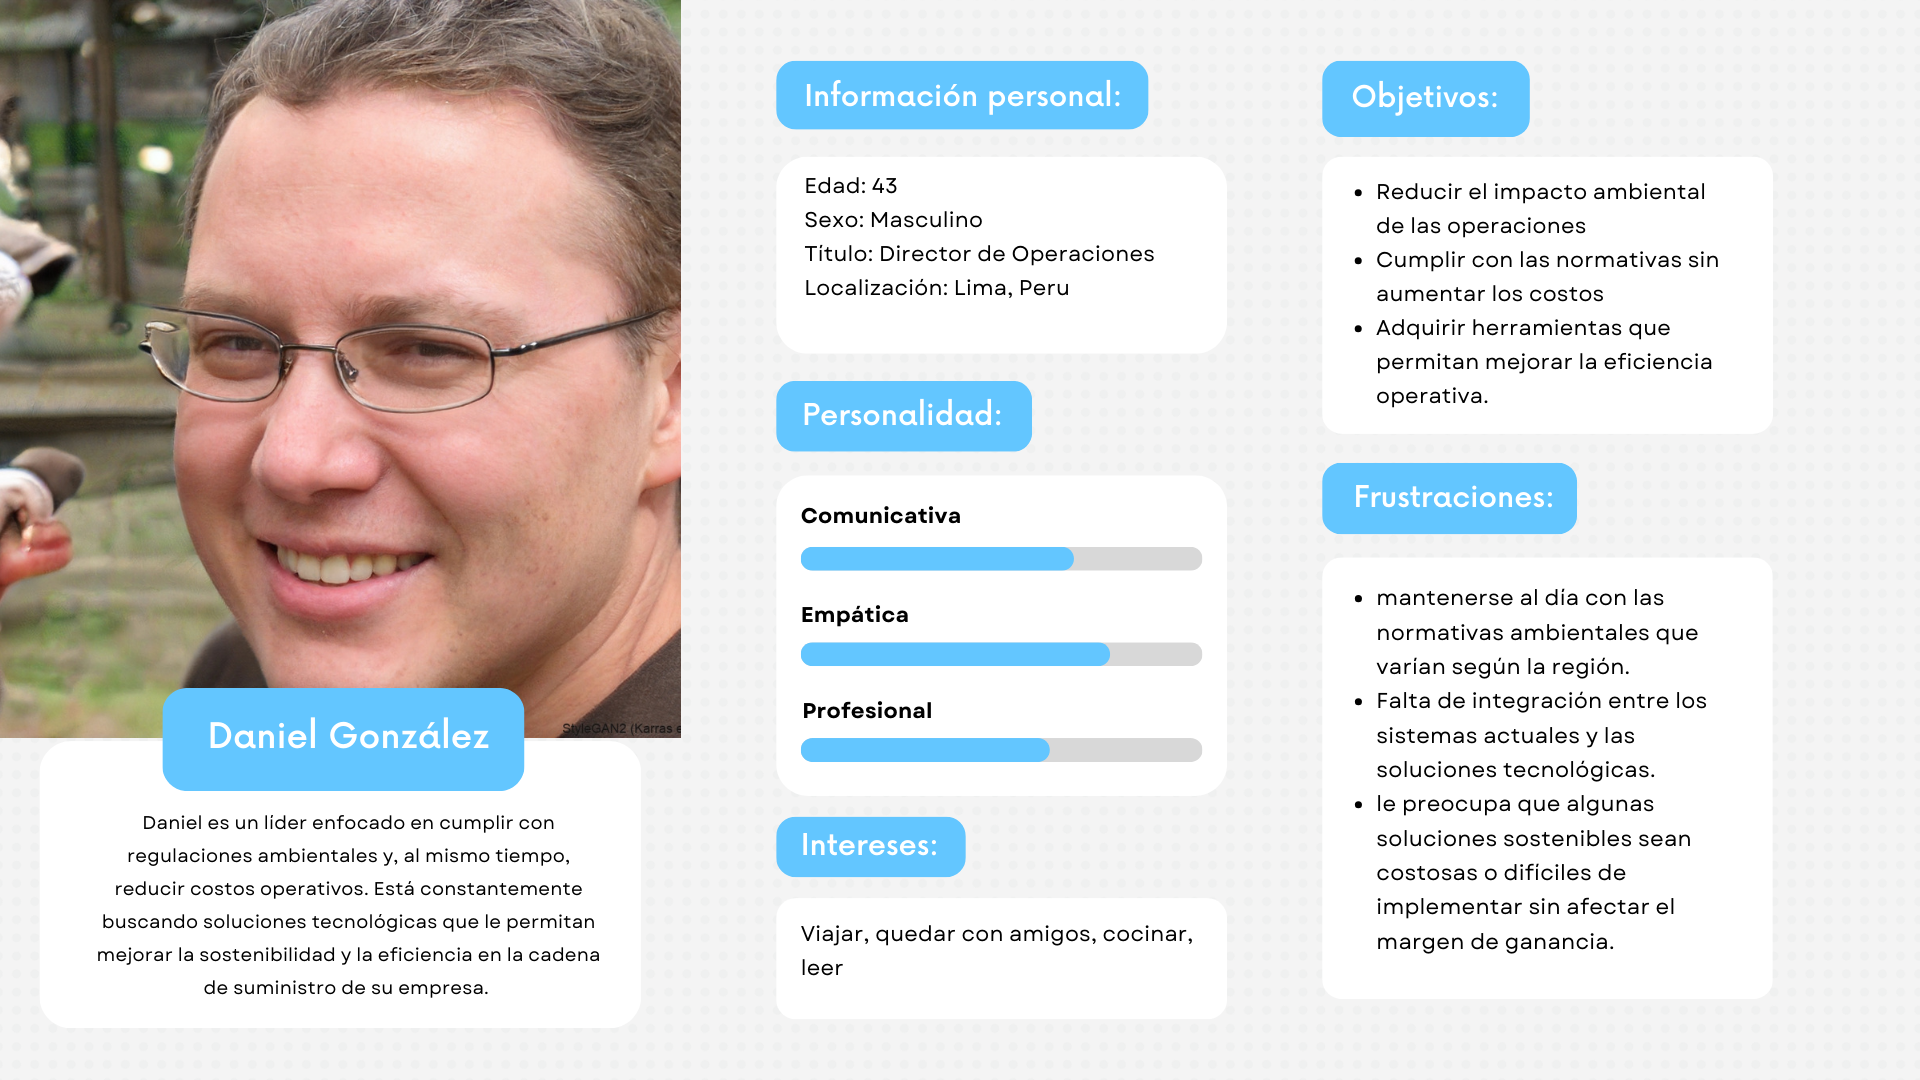 StyleGAN2 (Karras e
Daniel González
Daniel es un líder enfocado en cumplir con
regulaciones ambientales y, al mismo tiempo,
reducir costos operativos. Está constantemente
buscando soluciones tecnológicas que le permitan
mejorar la sostenibilidad y la eficiencia en la cadena
de suministro de su empresa.
Información personal:
Edad: 43
Sexo: Masculino
Título: Director de Operaciones
Localización: Lima, Peru
Personalidad:
Comunicativa
Empática
Profesional
Intereses:
Viajar, quedar con amigos, cocinar,
leer
Objetivos:
• Reducir el impacto ambiental
de las operaciones
• Cumplir con las normativas sin
aumentar los costos
• Adquirir herramientas que
permitan mejorar la eficiencia
operativa.
Frustraciones:
• mantenerse al día con las
normativas ambientales que
varían según la región.
• Falta de integración entre los
sistemas actuales y las
soluciones tecnológicas.
• le preocupa que algunas
soluciones sostenibles sean
costosas o difíciles de
implementar sin afectar el
margen de ganancia.